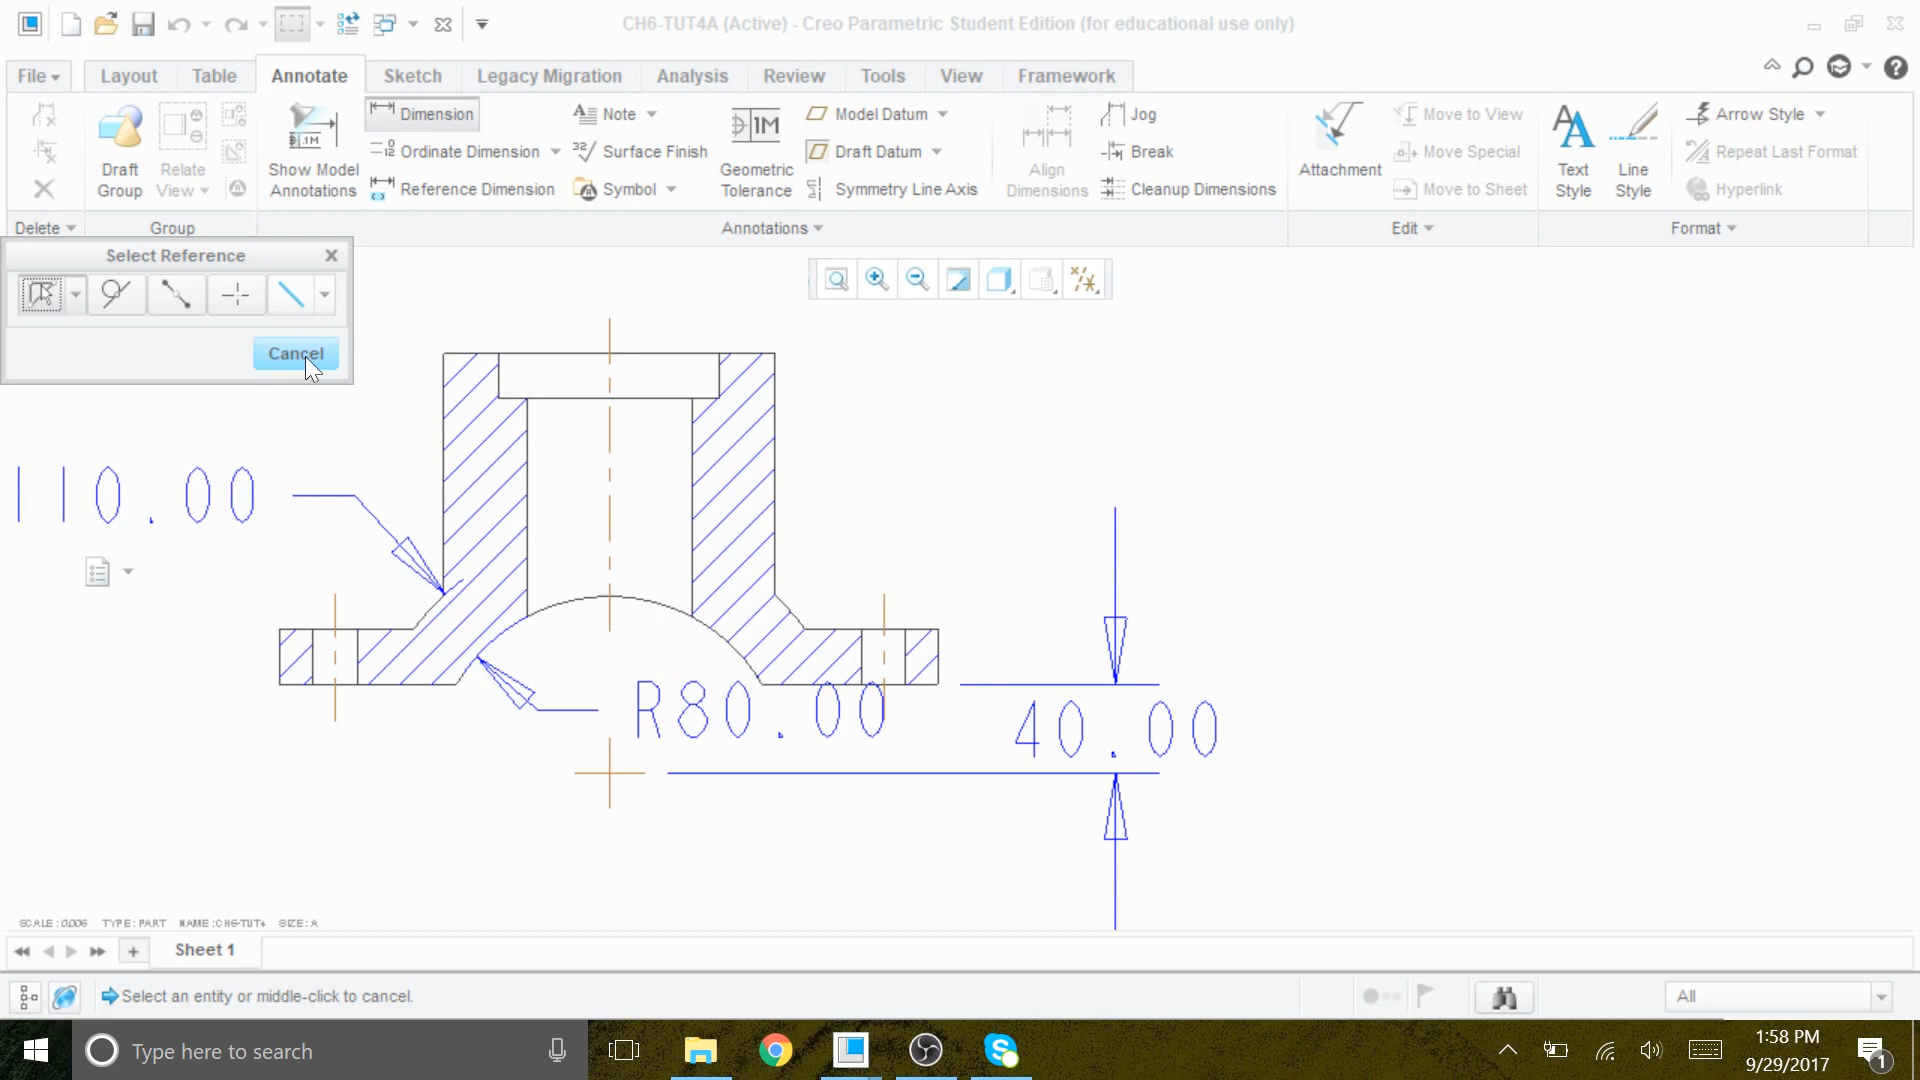 CH6-TUT4A (Active) - Creo Parametric Student Edition (for educational use only)
File Layout Table Annotate Sketch Legacy Migration Analysis Review Tools View Framework
Draft Group
Relate View
Show Model Annotations
Dimension
Ordinate Dimension
Reference Dimension
Note
Surface Finish
Symbol
1M
Geometric Tolerance
Model Datum
Draft Datum
Symmetry Line Axis
Align Dimensions
Jog
Break
Cleanup Dimensions
Attachment
Move to View
Move Special
Move to Sheet
Text Style
Line Style
Arrow Style
Repeat Last Format
Hyperlink
Delete Group Annotations Edit Format
Select Reference
Cancel
110.00
R80.00
40.00
SCALE:0.006 TYPE:PART NAME:CH6-TUT4 SIZE:A
Sheet 1
Select an entity or middle-click to cancel.
All
Type here to search
1:58 PM
9/29/2017
1